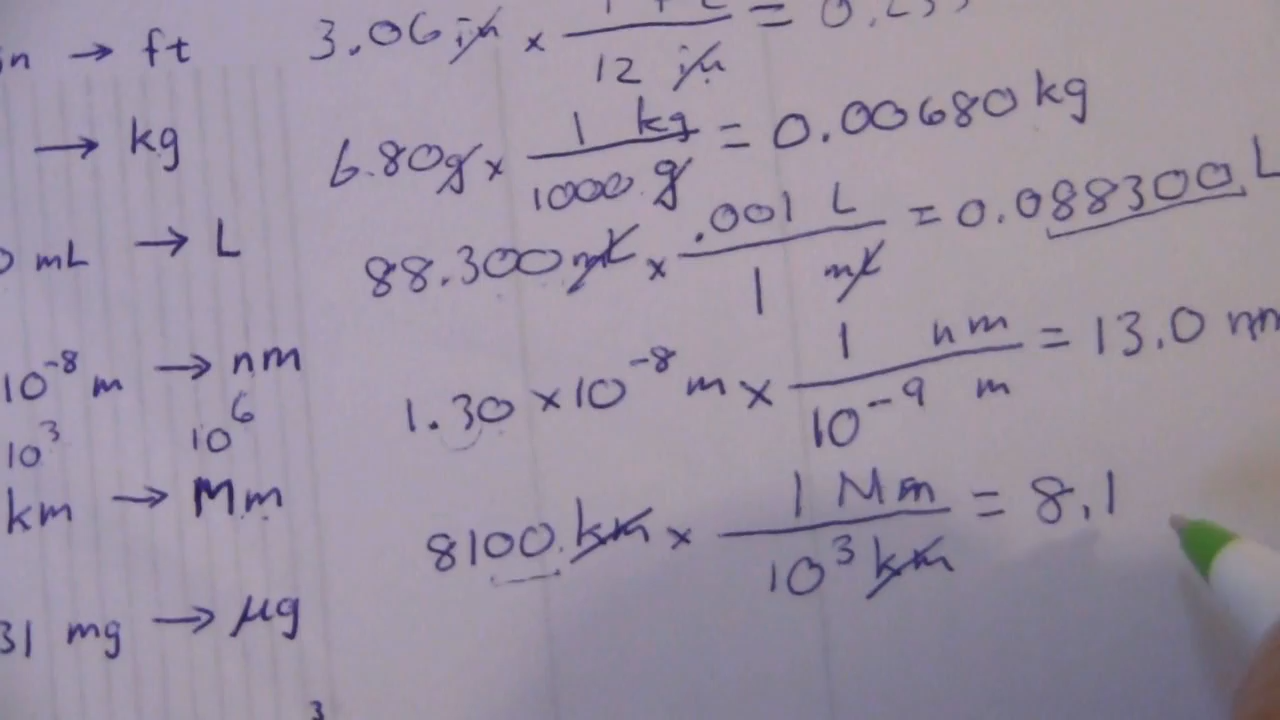 in → ft 3.06 in × 1 ft / 12 in = 0.255
→ kg 6.80 g × 1 kg / 1000 g = 0.00680 kg
0 mL → L 88.300 mL × .001 L / 1 mL = 0.088300 L
10⁻⁸ m → nm 1.30 × 10⁻⁸ m × 1 nm / 10⁻⁹ m = 13.0 nm
10³ 10⁶
km → Mm 8100. km × 1 Mm / 10³ km = 8.1
31 mg → μg
3